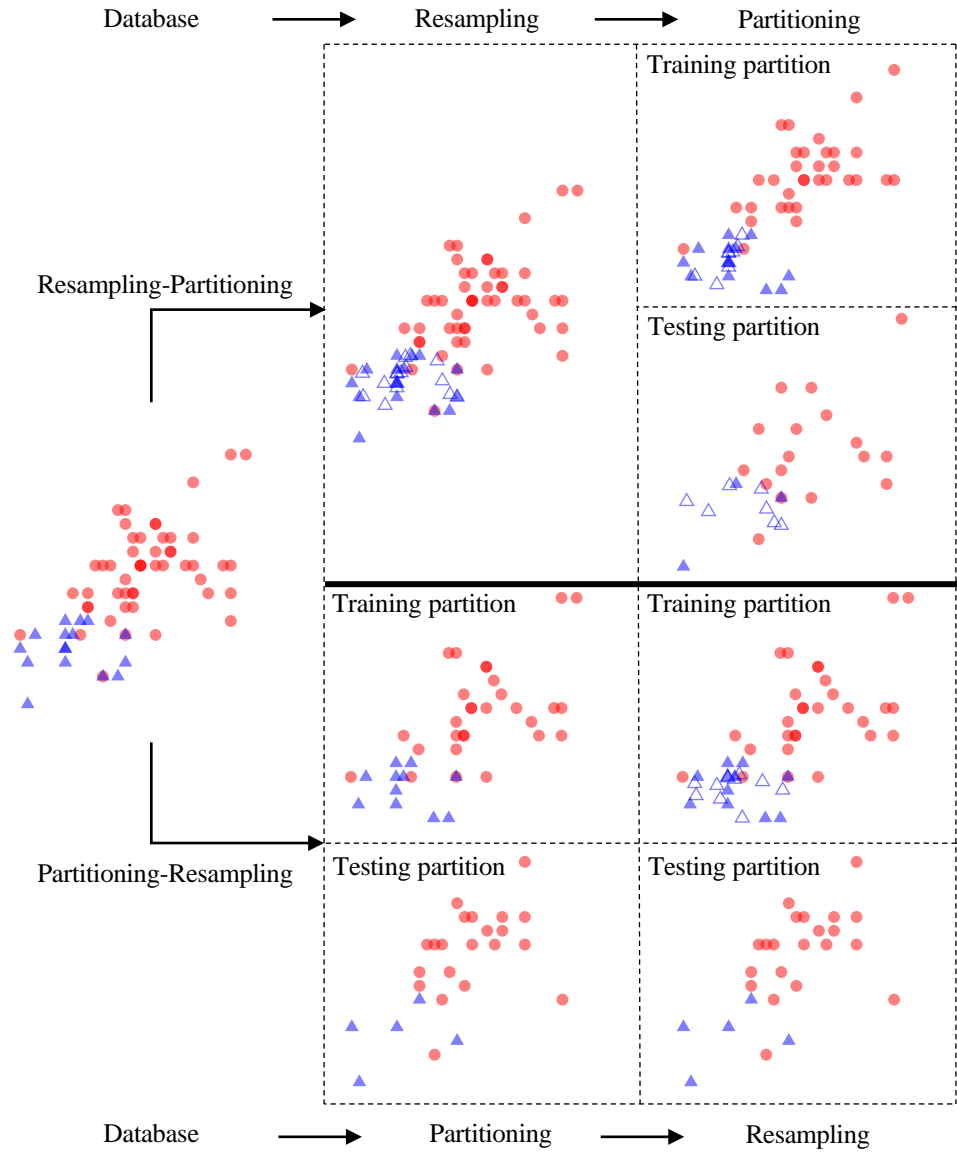 Database
Resampling
Partitioning
Training partition
Resampling-Partitioning
Testing partition
Training partition
Training partition
Partitioning-Resampling
Testing partition
Testing partition
Database
Partitioning
Resampling